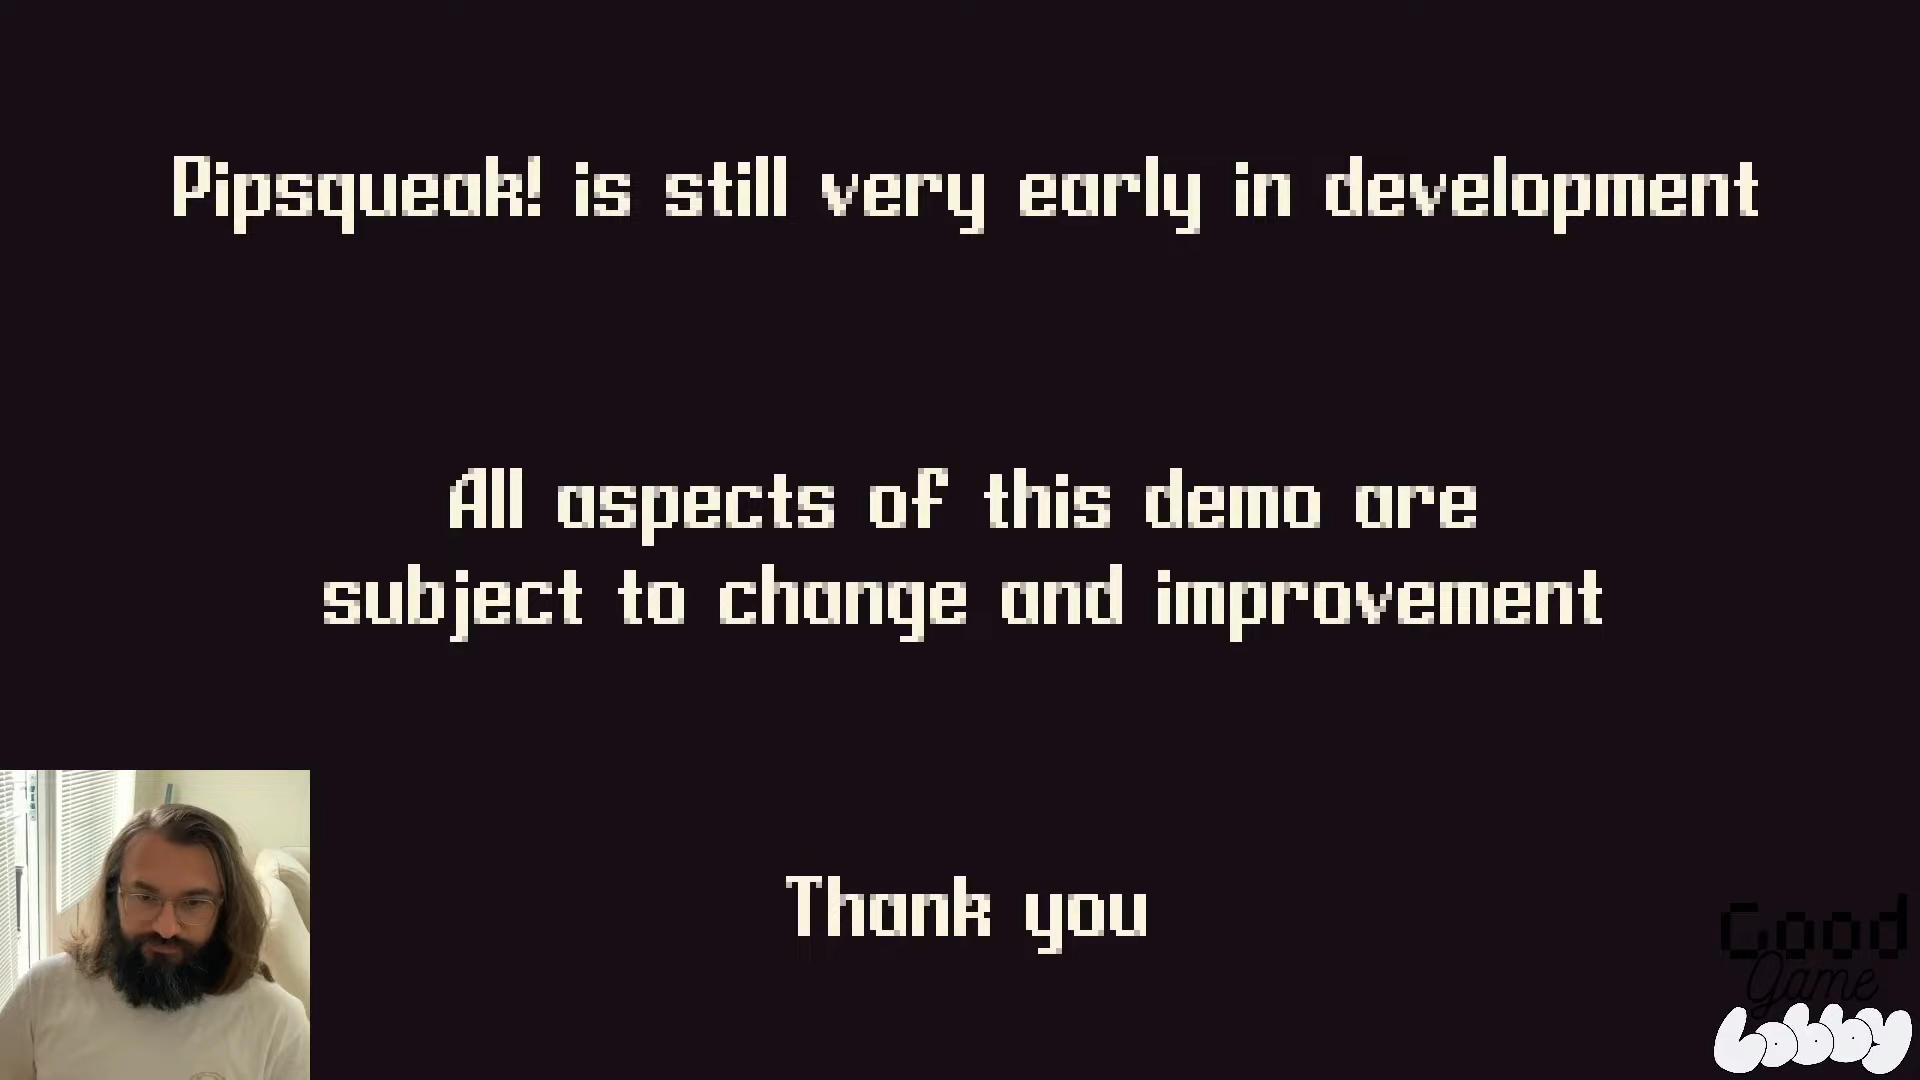 Pipsqueak! is still very early in development
All aspects of this demo are
subject to change and improvement
Thank you
Good
Game
Lobby